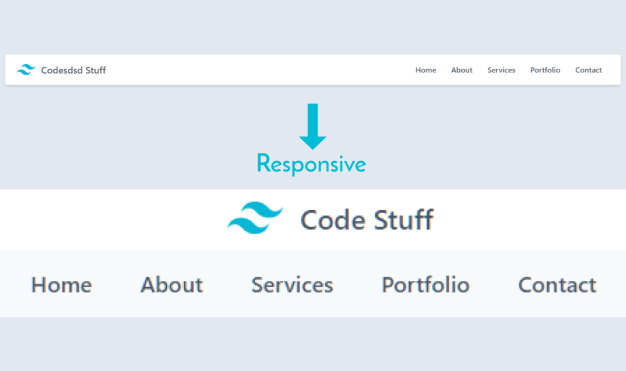 Codesdsd Stuff Home About Services Portfolio Contact
Responsive
Code Stuff
Home About Services Portfolio Contact